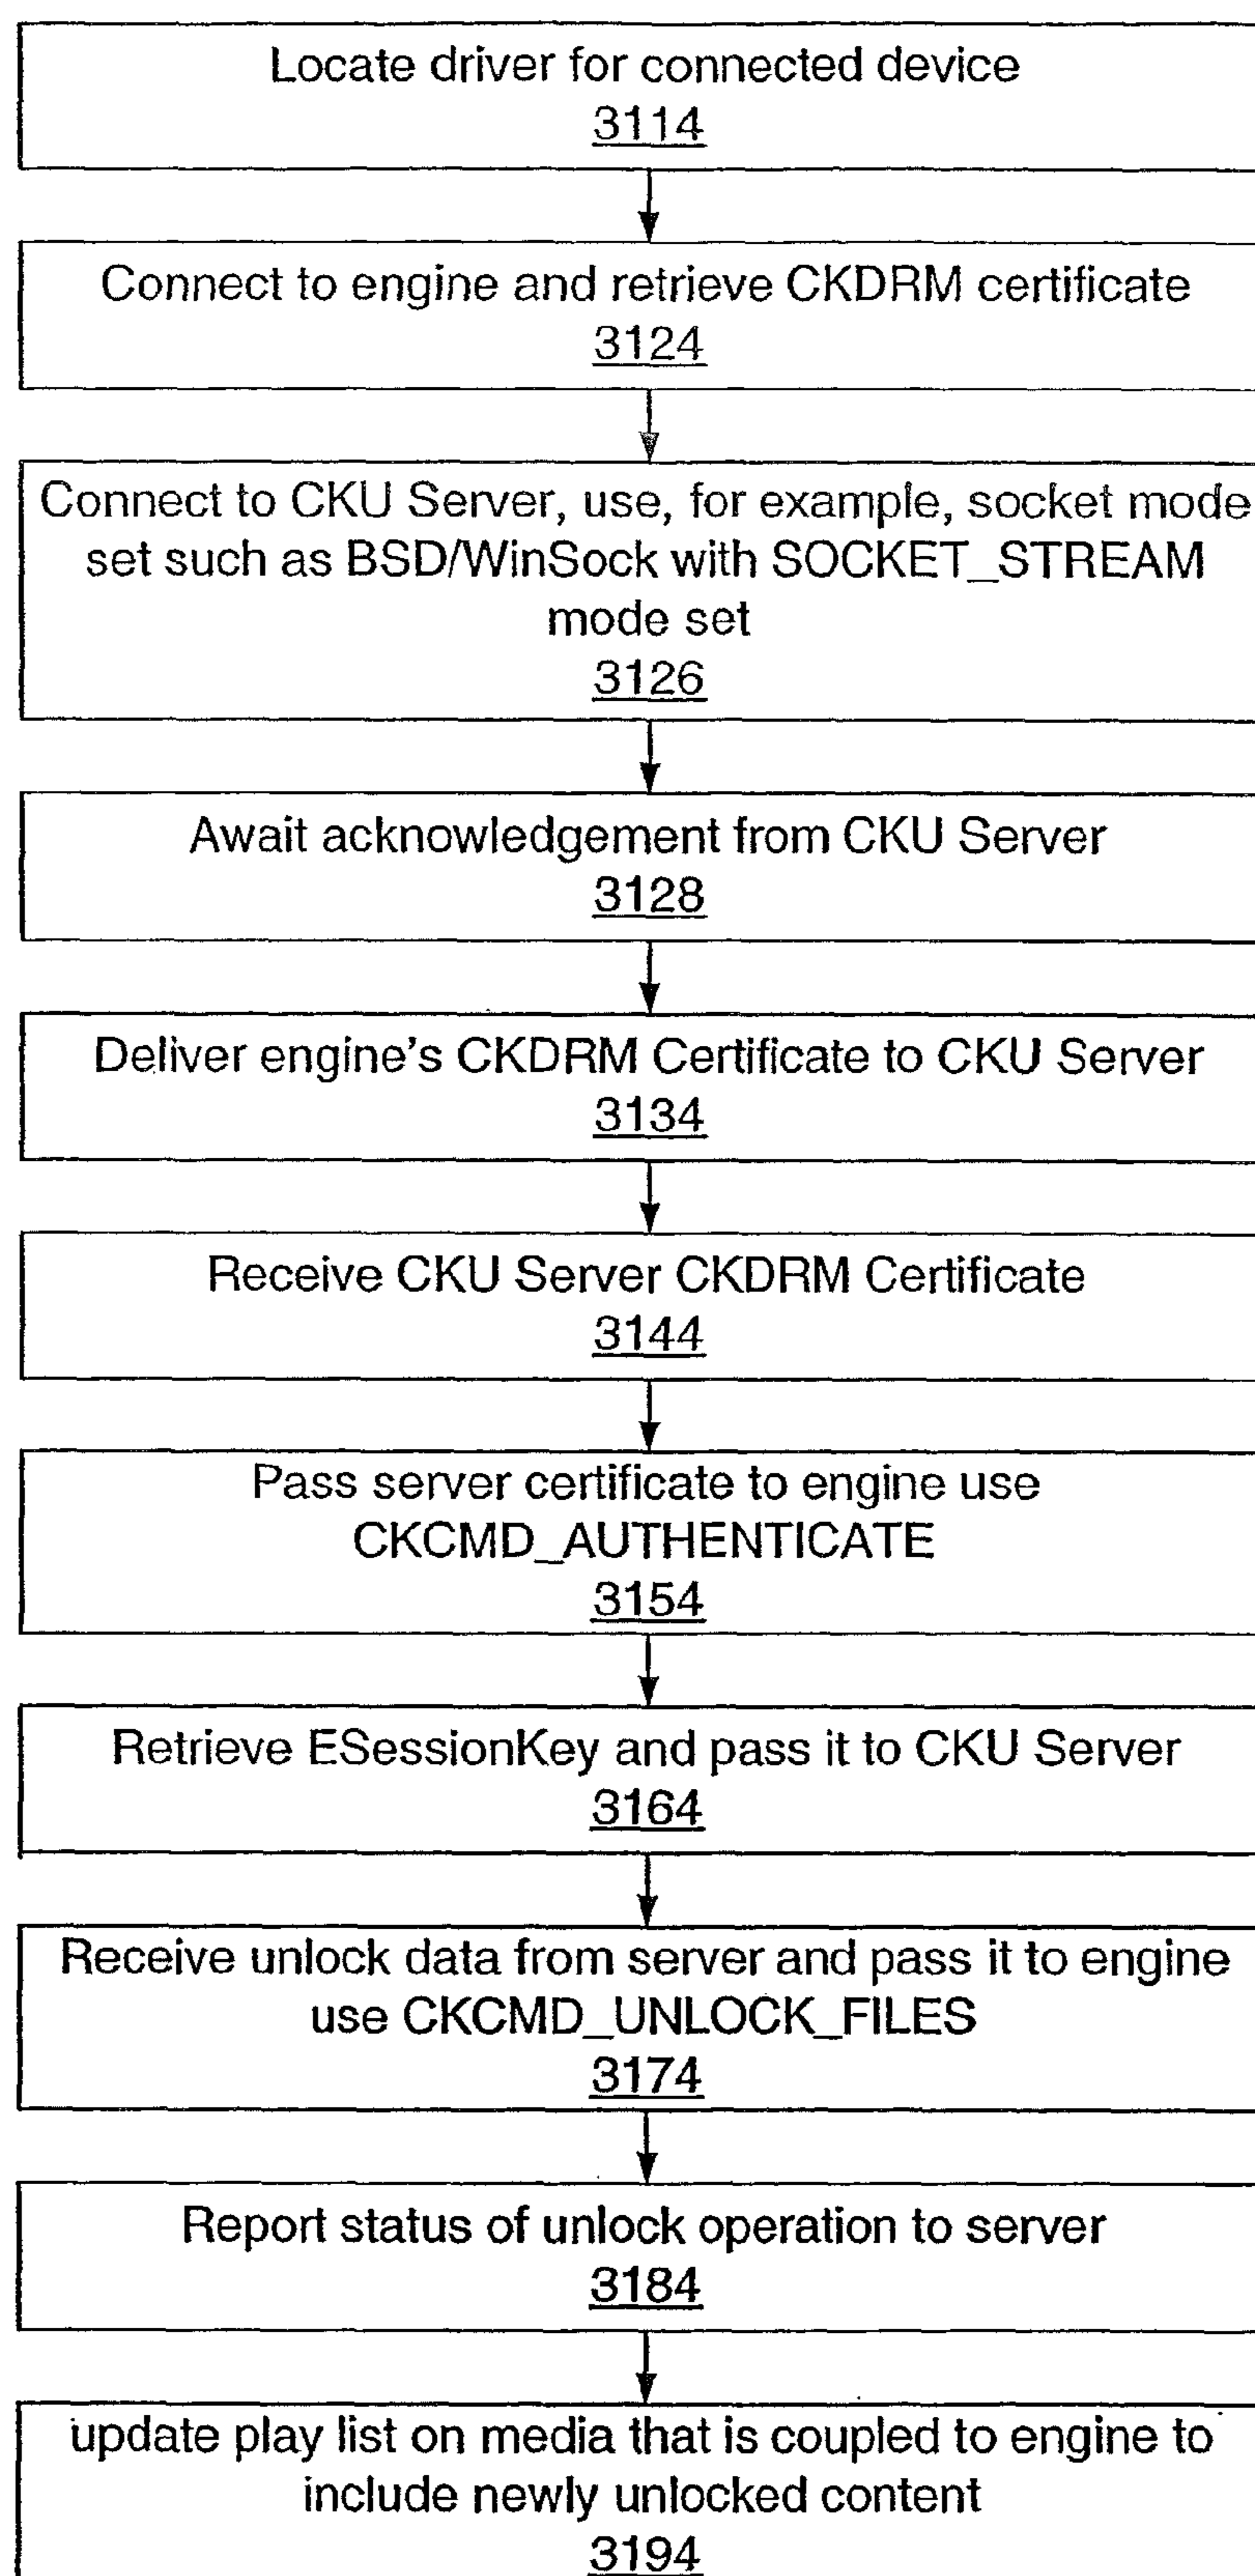 Locate driver for connected device
3114
Connect to engine and retrieve CKDRM certificate
3124
Connect to CKU Server, use, for example, socket mode
set such as BSD/WinSock with SOCKET_STREAM
mode set
3126
Await acknowledgement from CKU Server
3128
Deliver engine's CKDRM Certificate to CKU Server
3134
Receive CKU Server CKDRM Certificate
3144
Pass server certificate to engine use
CKCMD_AUTHENTICATE
3154
Retrieve ESessionKey and pass it to CKU Server
3164
Receive unlock data from server and pass it to engine
use CKCMD_UNLOCK_FILES
3174
Report status of unlock operation to server
3184
update play list on media that is coupled to engine to
include newly unlocked content
3194